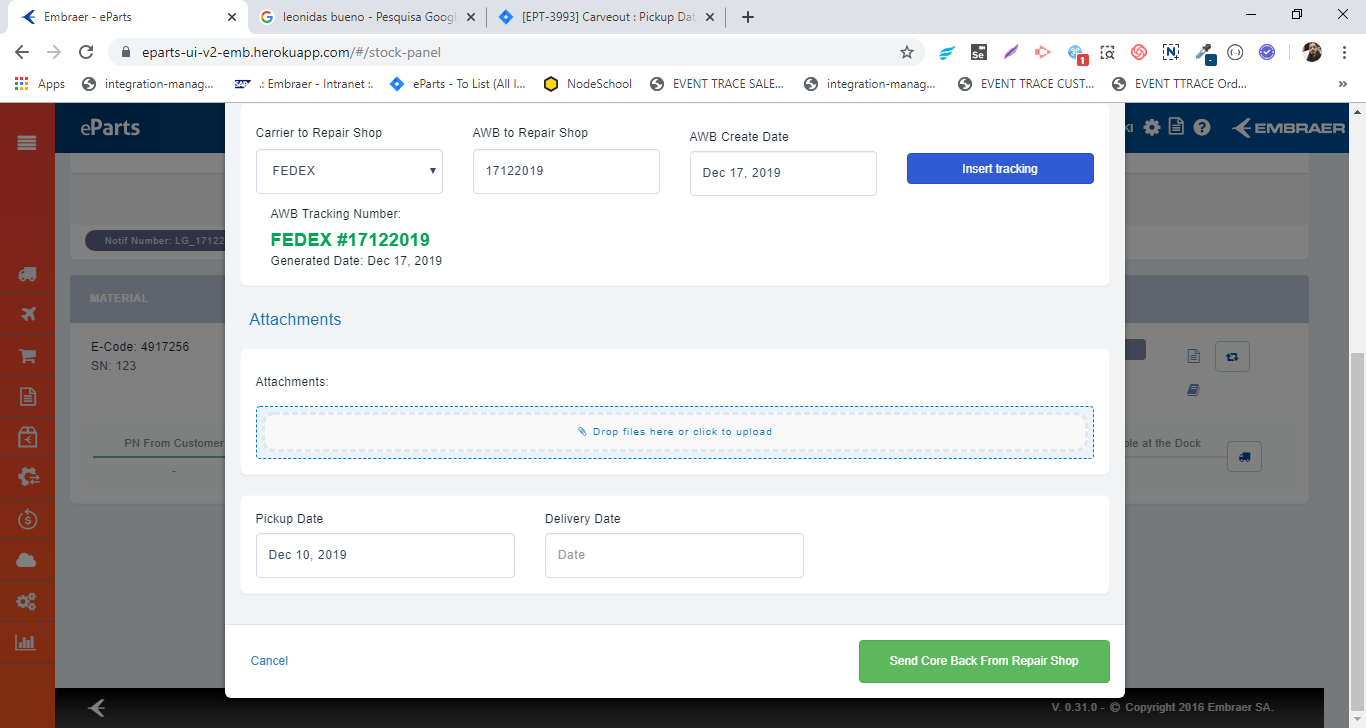 Embraer - eParts
leonidas bueno - Pesquisa Goog
[EPT-3993] Carveout : Pickup Dat
eparts-ui-v2-emb.herokuapp.com/#/stock-panel
Apps
integration-manag...
SAP
.: Embraer - Intranet :.
eParts - To List (All I...
NodeSchool
EVENT TRACE SALE...
integration-manag...
EVENT TRACE CUST...
EVENT TTRACE Ord...
eParts
EMBRAER
Carrier to Repair Shop
AWB to Repair Shop
AWB Create Date
FEDEX
17122019
Dec 17, 2019
Insert tracking
AWB Tracking Number:
FEDEX #17122019
Generated Date: Dec 17, 2019
Notif Number: LG_17122
MATERIAL
Attachments
E-Code: 4917256
SN: 123
Attachments:
Drop files here or click to upload
PN From Customer
-
ble at the Dock
Pickup Date
Delivery Date
Dec 10, 2019
Date
Cancel
Send Core Back From Repair Shop
V. 0.31.0 - © Copyright 2016 Embraer SA.